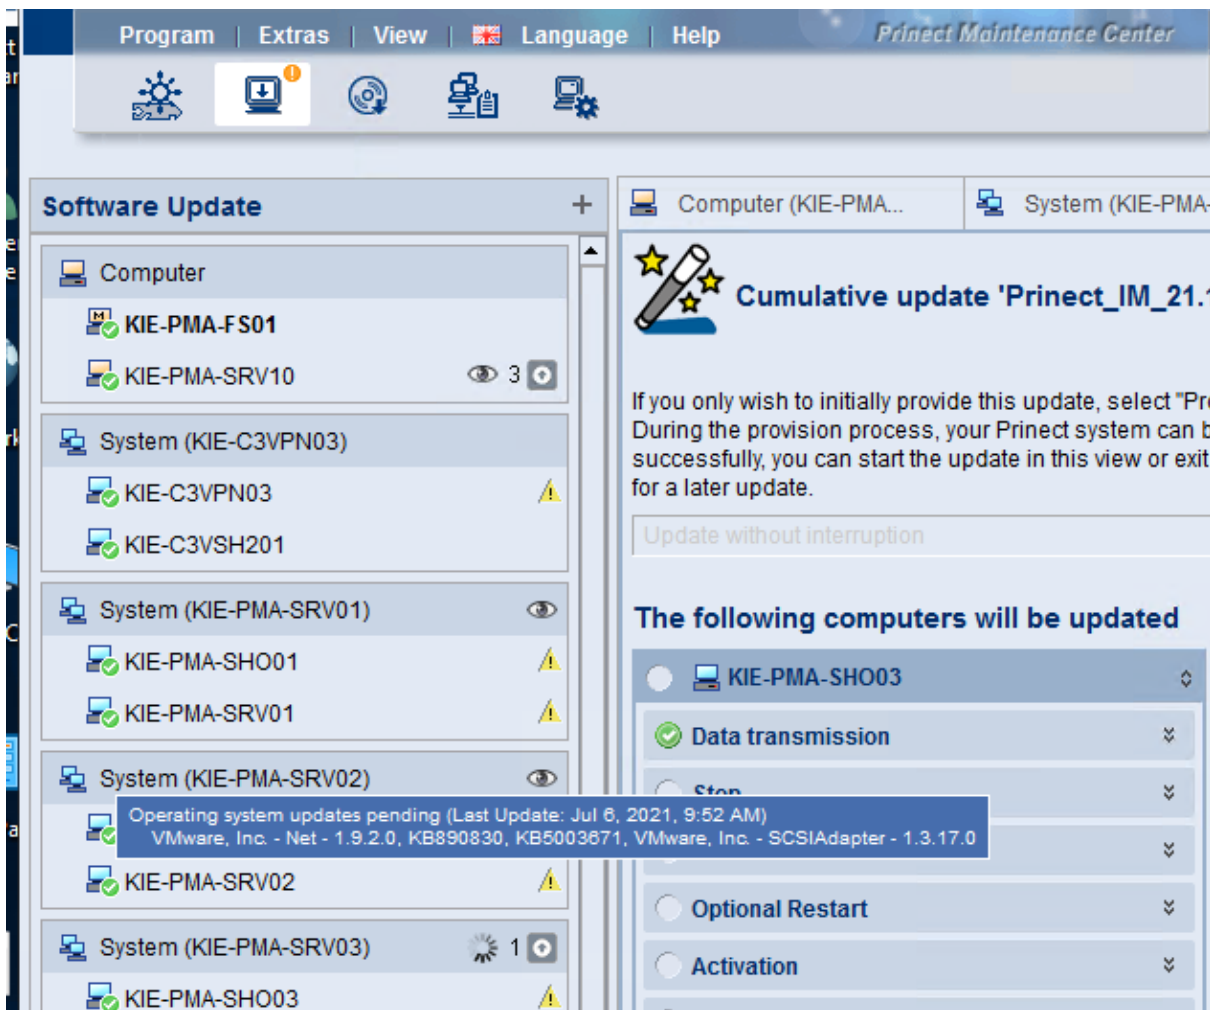 Program | Extras | View | Language | Help
Prinect Maintenance Center
Software Update
Computer
KIE-PMA-FS01
KIE-PMA-SRV10 3
System (KIE-C3VPN03)
KIE-C3VPN03
KIE-C3VSH201
System (KIE-PMA-SRV01)
KIE-PMA-SHO01
KIE-PMA-SRV01
System (KIE-PMA-SRV02)
Operating system updates pending (Last Update: Jul 6, 2021, 9:52 AM)
VMware, Inc. - Net - 1.9.2.0, KB890830, KB5003671, VMware, Inc. - SCSIAdapter - 1.3.17.0
KIE-PMA-SRV02
System (KIE-PMA-SRV03) 1
KIE-PMA-SHO03
Computer (KIE-PMA...
System (KIE-PMA-
Cumulative update 'Prinect_IM_21.
If you only wish to initially provide this update, select "Pr
During the provision process, your Prinect system can b
successfully, you can start the update in this view or exit
for a later update.
Update without interruption
The following computers will be updated
KIE-PMA-SHO03
Data transmission
Stop
Optional Restart
Activation